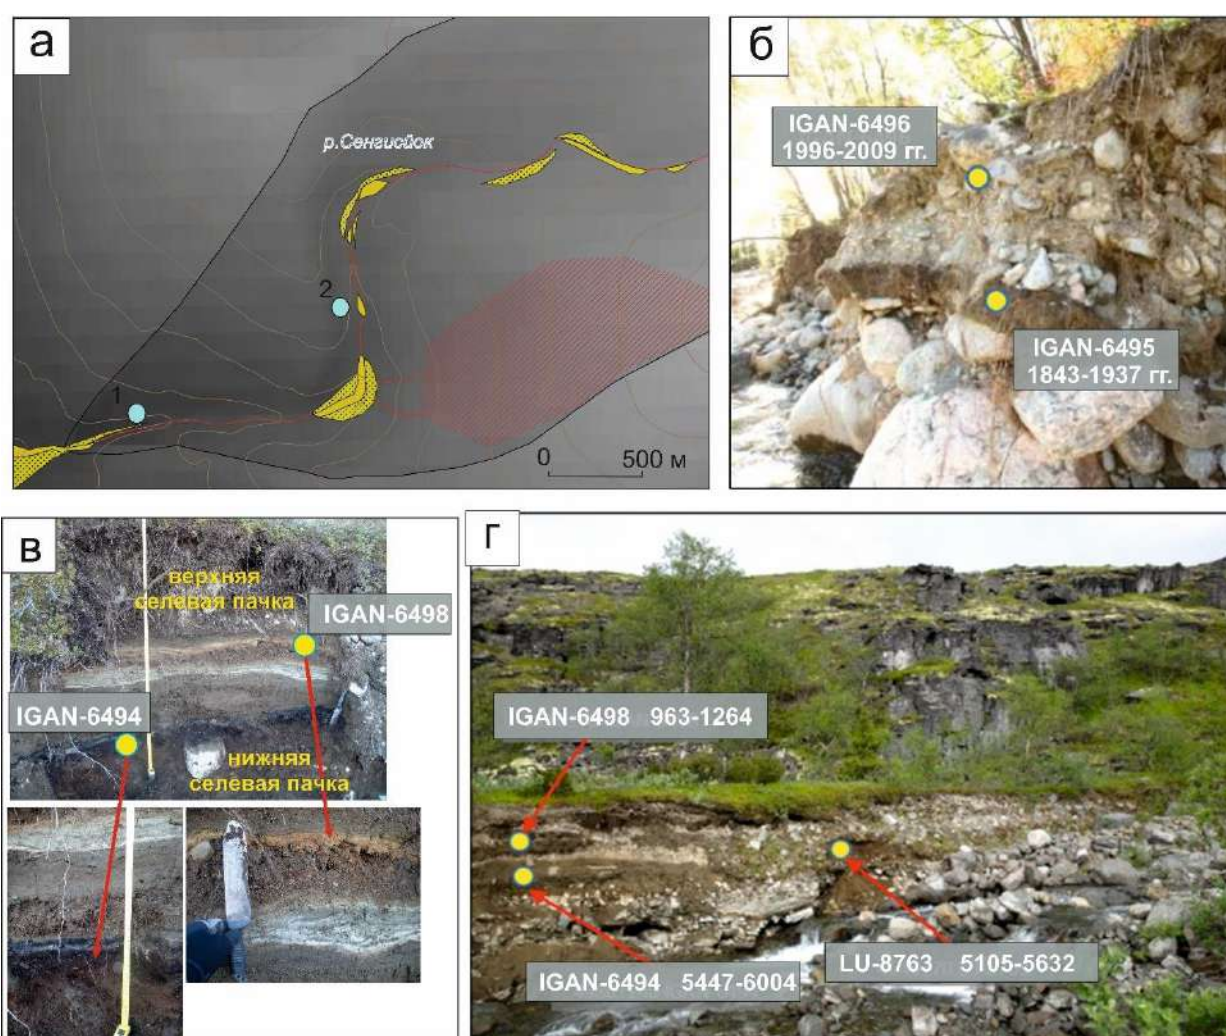 а
р.Сенгисйок
2
1
0 500 м
б
IGAN-6496
1996-2009 гг.
IGAN-6495
1843-1937 гг.
в
верхняя
селевая пачка
IGAN-6498
IGAN-6494
нижняя
селевая пачка
г
IGAN-6498 963-1264
IGAN-6494 5447-6004
LU-8763 5105-5632